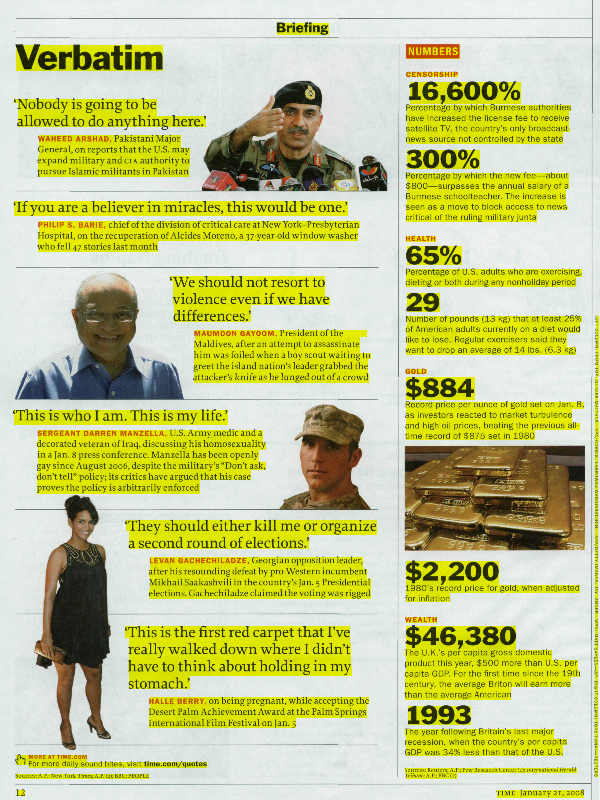 Briefing
Verbatim
'Nobody is going to be
allowed to do anything here.'
WAHEED ARSHAD, Pakistani Major
General, on reports that the U.S. may
expand military and CIA authority to
pursue Islamic militants in Pakistan
'If you are a believer in miracles, this would be one.'
PHILIP S. BARIE, chief of the division of critical care at New York–Presbyterian
Hospital, on the recuperation of Alcides Moreno, a 37-year-old window washer
who fell 47 stories last month
'We should not resort to
violence even if we have
differences.'
MAUMOON GAYOOM, President of the
Maldives, after an attempt to assassinate
him was foiled when a boy scout waiting to
greet the island nation's leader grabbed the
attacker's knife as he lunged out of a crowd
'This is who I am. This is my life.'
SERGEANT DARREN MANZELLA, U.S. Army medic and a
decorated veteran of Iraq, discussing his homosexuality
in a Jan. 8 press conference. Manzella has been openly
gay since August 2006, despite the military's "Don't ask,
don't tell" policy; its critics have argued that his case
proves the policy is arbitrarily enforced
'They should either kill me or organize
a second round of elections.'
LEVAN GACHECHILADZE, Georgian opposition leader,
after his resounding defeat by pro-Western incumbent
Mikhail Saakashvili in the country's Jan. 5 Presidential
elections. Gachechiladze claimed the voting was rigged
'This is the first red carpet that I've
really walked down where I didn't
have to think about holding in my
stomach.'
HALLE BERRY, on being pregnant, while accepting the
Desert Palm Achievement Award at the Palm Springs
International Film Festival on Jan. 5
MORE AT TIME.COM
For more daily sound bites, visit time.com/quotes
Sources: A.P.; New York Times; A.P. (2); BBC; PEOPLE
12
NUMBERS
CENSORSHIP
16,600%
Percentage by which Burmese authorities
have increased the license fee to receive
satellite TV, the country's only broadcast-
news source not controlled by the state
300%
Percentage by which the new fee—about
$800—surpasses the annual salary of a
Burmese schoolteacher. The increase is
seen as a move to block access to news
critical of the ruling military junta
HEALTH
65%
Percentage of U.S. adults who are exercising,
dieting or both during any nonholiday period
29
Number of pounds (13 kg) that at least 25%
of American adults currently on a diet would
like to lose. Regular exercisers said they
want to drop an average of 14 lbs. (6.3 kg)
GOLD
$884
Record price per ounce of gold set on Jan. 8,
as investors reacted to market turbulence
and high oil prices, beating the previous all-
time record of $875 set in 1980
$2,200
1980's record price for gold, when adjusted
for inflation
WEALTH
$46,380
The U.K.'s per capita gross domestic
product this year, $500 more than U.S. per
capita GDP. For the first time since the 19th
century, the average Briton will earn more
than the average American
1993
The year following Britain's last major
recession, when the country's per capita
GDP was 34% less than that of the U.S.
Sources: Reuters; A.P.; Pew Research Center (2); International Herald
Tribune; A.P.; BBC (2)
TIME January 21, 2008